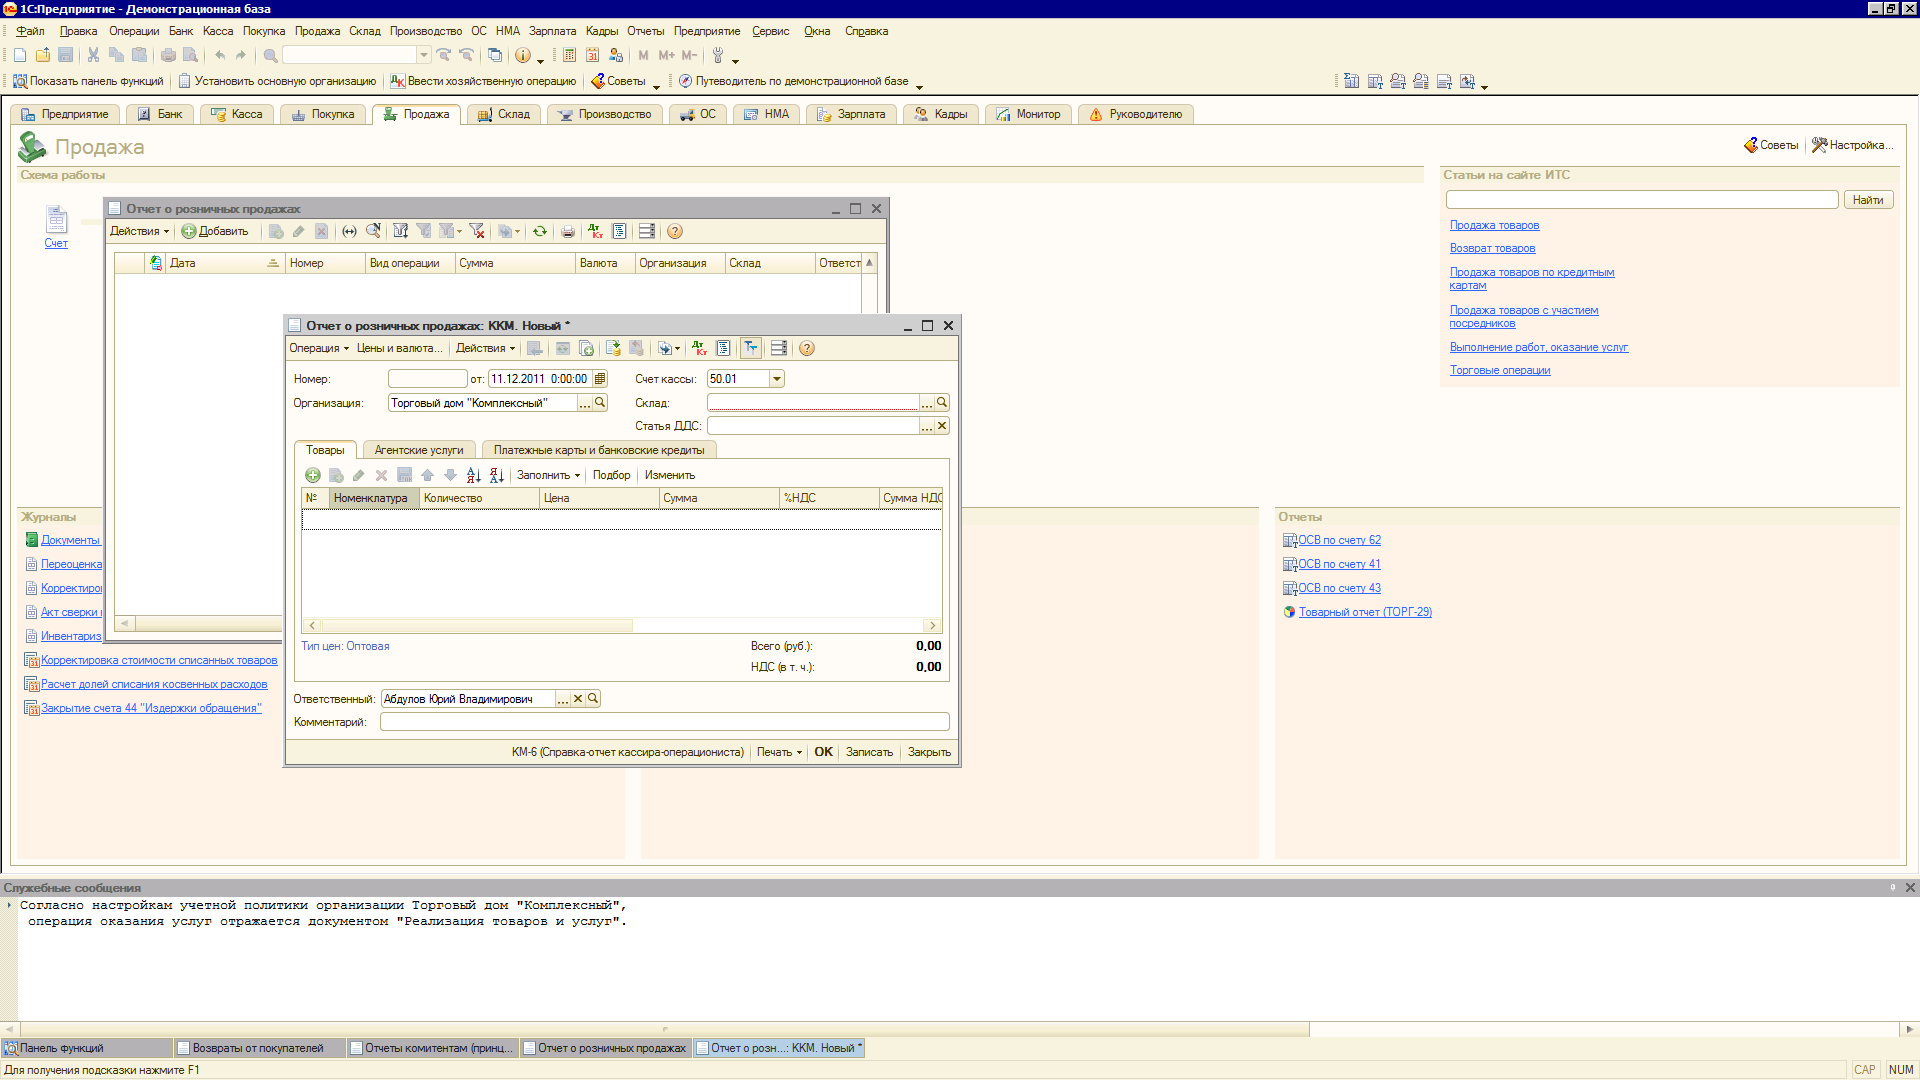 1С:Предприятие - Демонстрационная база
Файл Правка Операции Банк Касса Покупка Продажа Склад Производство ОС НМА Зарплата Кадры Отчеты Предприятие Сервис Окна Справка
M M+ M-
Показать панель функций Установить основную организацию Ввести хозяйственную операцию Советы Путеводитель по демонстрационной базе
Предприятие Банк Касса Покупка Продажа Склад Производство ОС НМА Зарплата Кадры Монитор Руководителю
Продажа
Советы Настройка...
Схема работы
Статьи на сайте ИТС
Найти
Счет
Продажа товаров
Возврат товаров
Продажа товаров по кредитным
картам
Продажа товаров с участием
посредников
Выполнение работ, оказание услуг
Торговые операции
Отчет о розничных продажах
Действия Добавить
Дата Номер Вид операции Сумма Валюта Организация Склад Ответст
Отчет о розничных продажах: ККМ. Новый *
Операция Цены и валюта... Действия
Номер: от: 11.12.2011 0:00:00 Счет кассы: 50.01
Организация: Торговый дом "Комплексный" Склад:
Статья ДДС:
Товары Агентские услуги Платежные карты и банковские кредиты
Заполнить Подбор Изменить
№ Номенклатура Количество Цена Сумма %НДС Сумма НДС
Тип цен: Оптовая Всего (руб.): 0,00
НДС (в т. ч.): 0,00
Ответственный: Абдулов Юрий Владимирович
Комментарий:
КМ-6 (Справка-отчет кассира-операциониста) Печать OK Записать Закрыть
Журналы
Документы
Переоценка
Корректиро
Акт сверки
Инвентариз
Корректировка стоимости списанных товаров
Расчет долей списания косвенных расходов
Закрытие счета 44 "Издержки обращения"
Отчеты
ОСВ по счету 62
ОСВ по счету 41
ОСВ по счету 43
Товарный отчет (ТОРГ-29)
Служебные сообщения
Согласно настройкам учетной политики организации Торговый дом "Комплексный",
операция оказания услуг отражается документом "Реализация товаров и услуг".
Панель функций Возвраты от покупателей Отчеты комитентам (принц... Отчет о розничных продажах Отчет о розн...: ККМ. Новый *
Для получения подсказки нажмите F1 CAP NUM